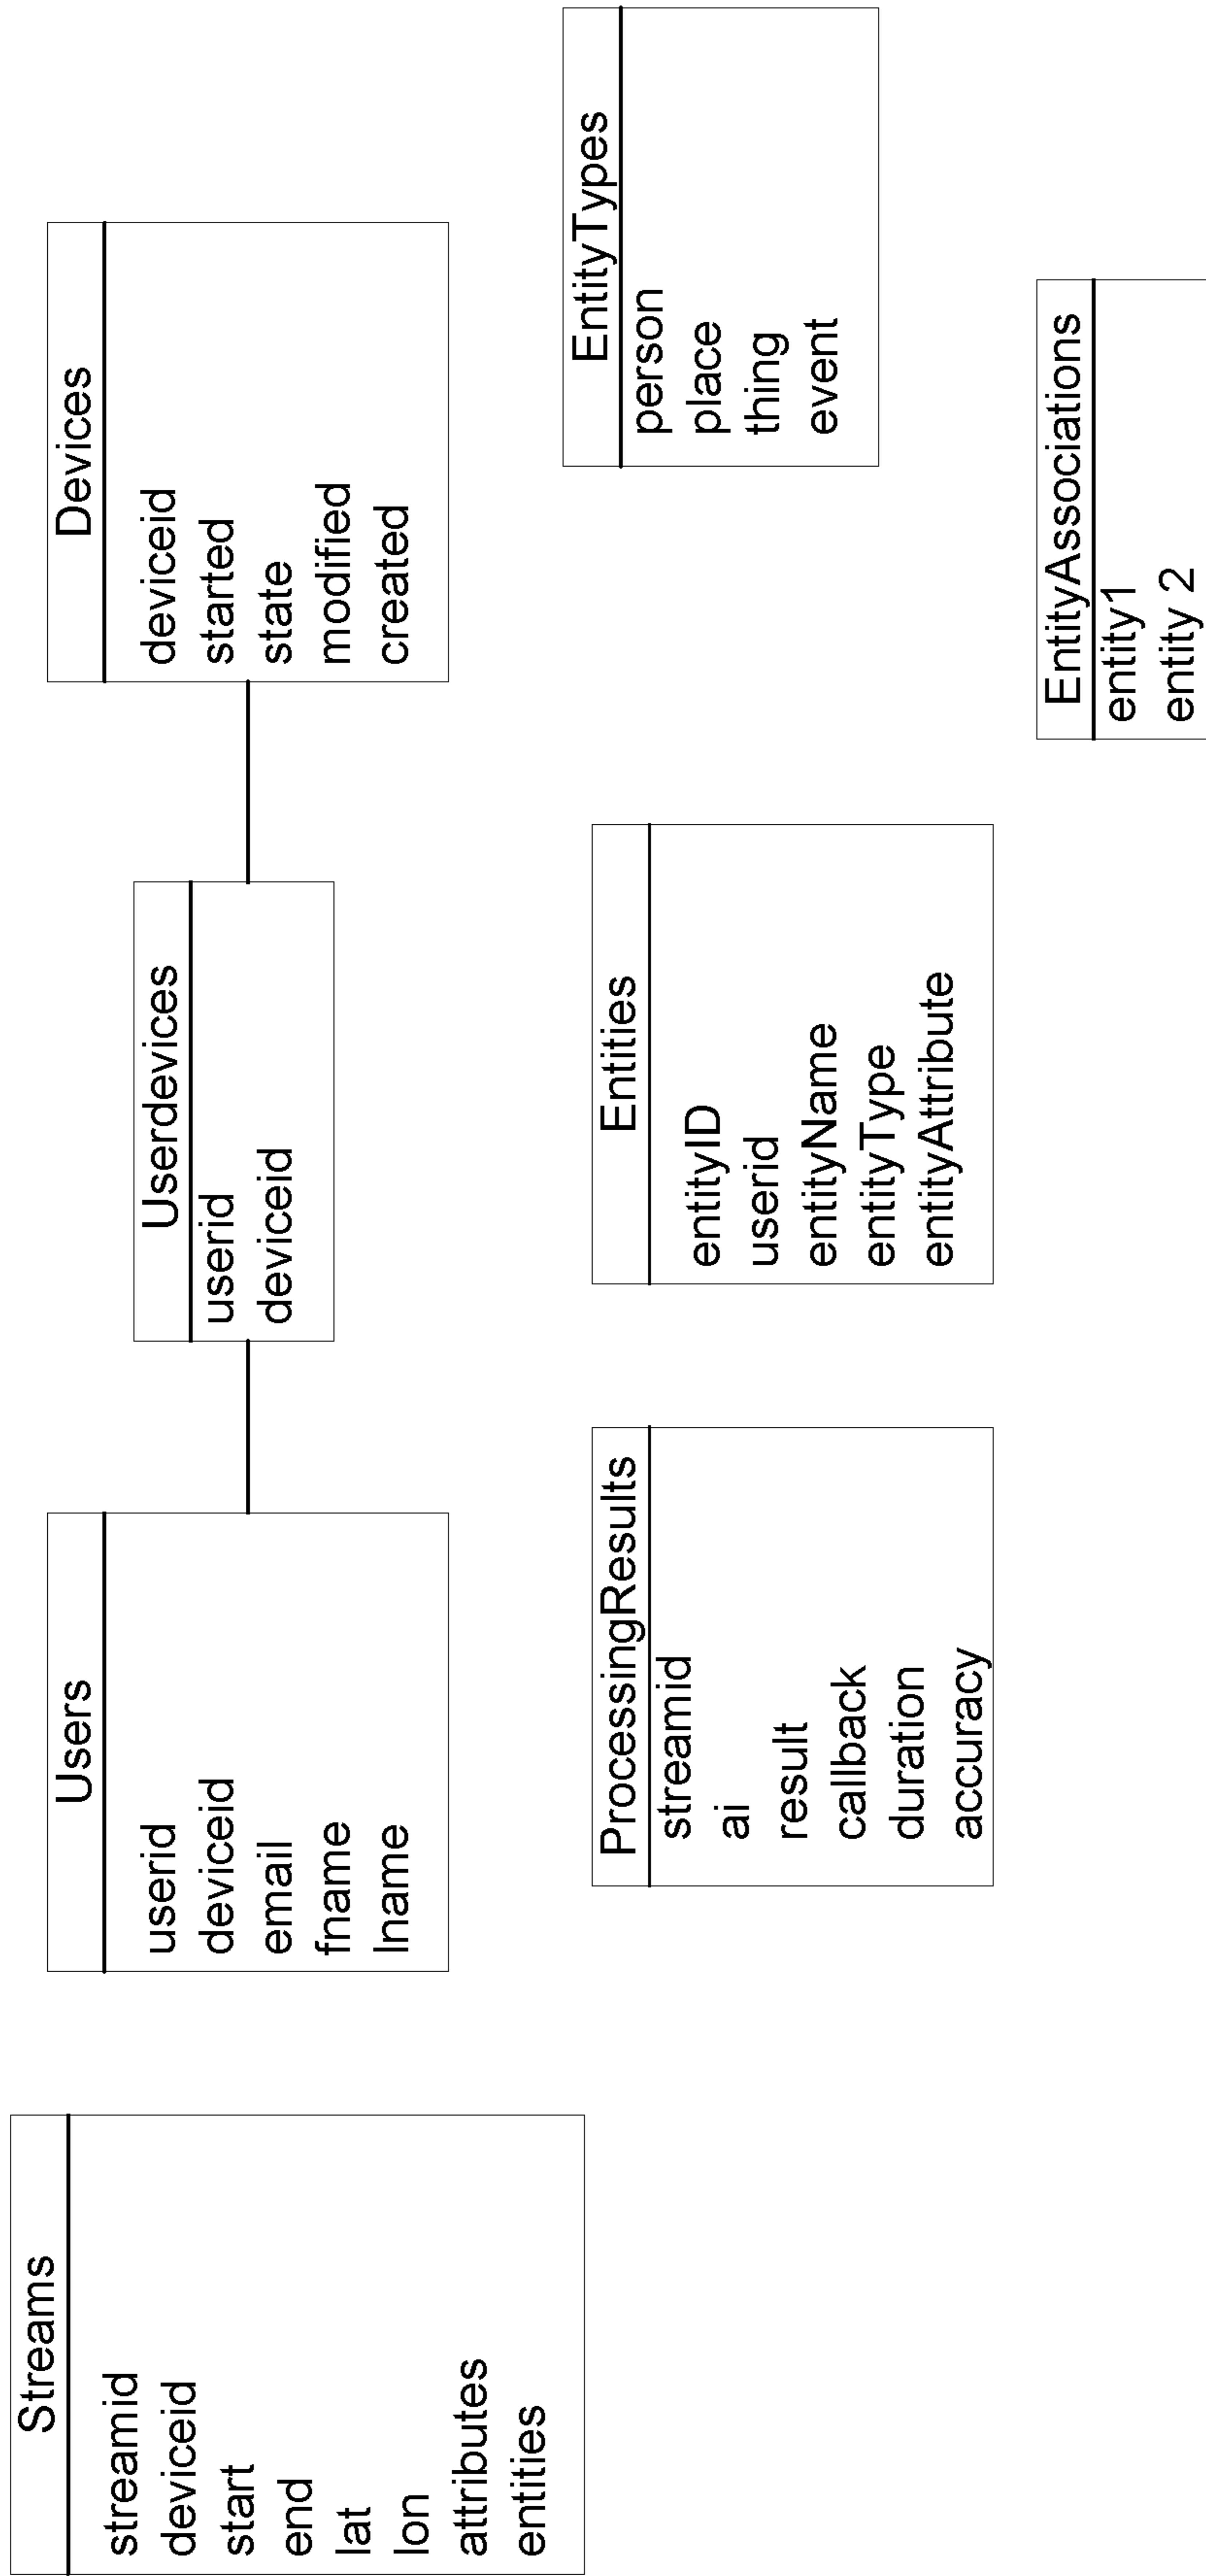 Streams
streamid
deviceid
start
end
lat
lon
attributes
entities
Users
userid
deviceid
email
fname
lname
Userdevices
userid
deviceid
Devices
deviceid
started
state
modified
created
ProcessingResults
streamid
ai
result
callback
duration
accuracy
Entities
entityID
userid
entityName
entityType
entityAttribute
EntityTypes
person
place
thing
event
EntityAssociations
entity1
entity 2